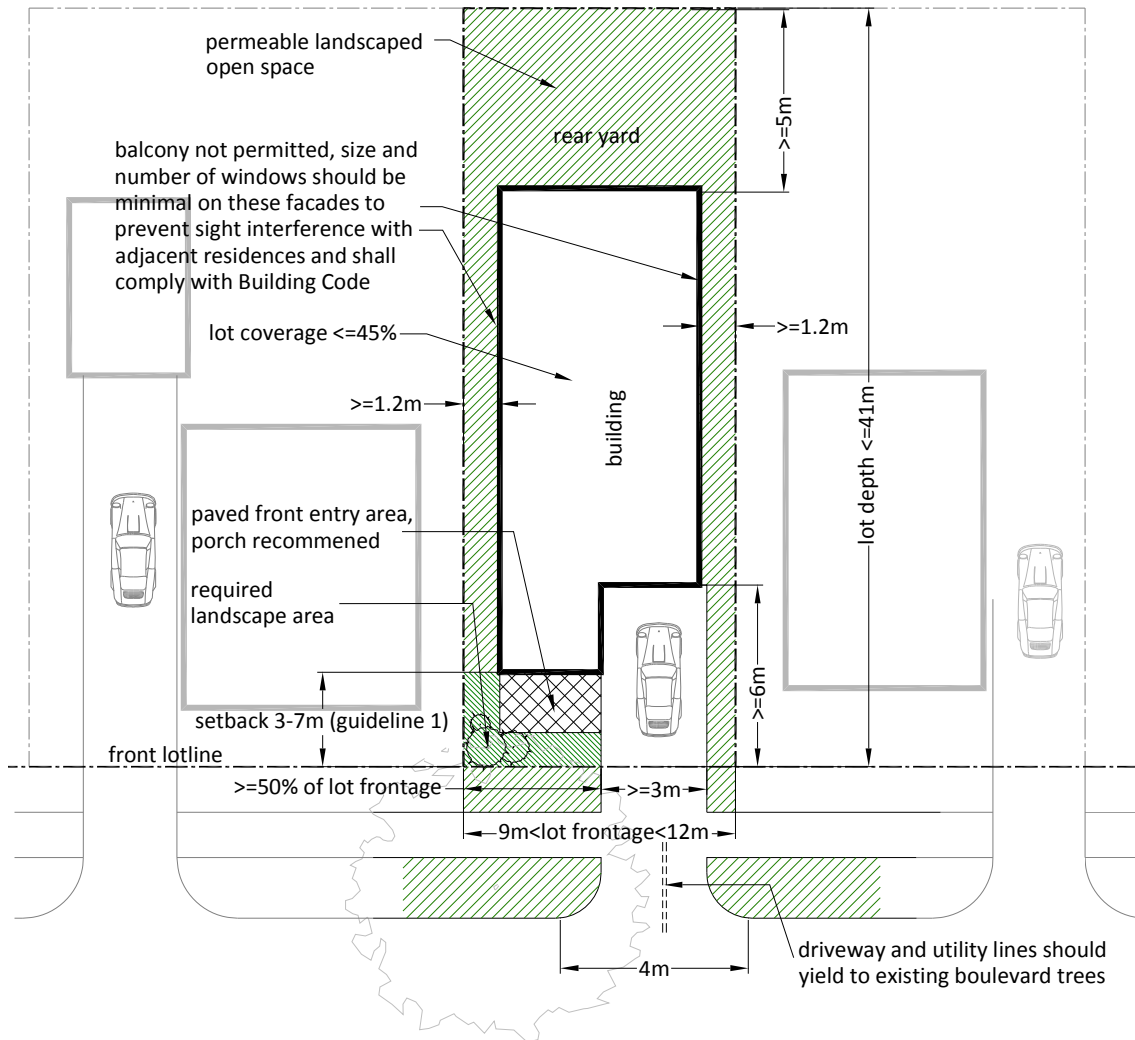 permeable landscaped
open space
rear yard
>=5m
balcony not permitted, size and
number of windows should be
minimal on these facades to
prevent sight interference with
adjacent residences and shall
comply with Building Code
lot coverage <=45%
>=1.2m
>=1.2m
building
lot depth <=41m
paved front entry area,
porch recommened
required
landscape area
>=6m
setback 3-7m (guideline 1)
front lotline
>=50% of lot frontage
>=3m
9m<lot frontage<12m
4m
driveway and utility lines should
yield to existing boulevard trees